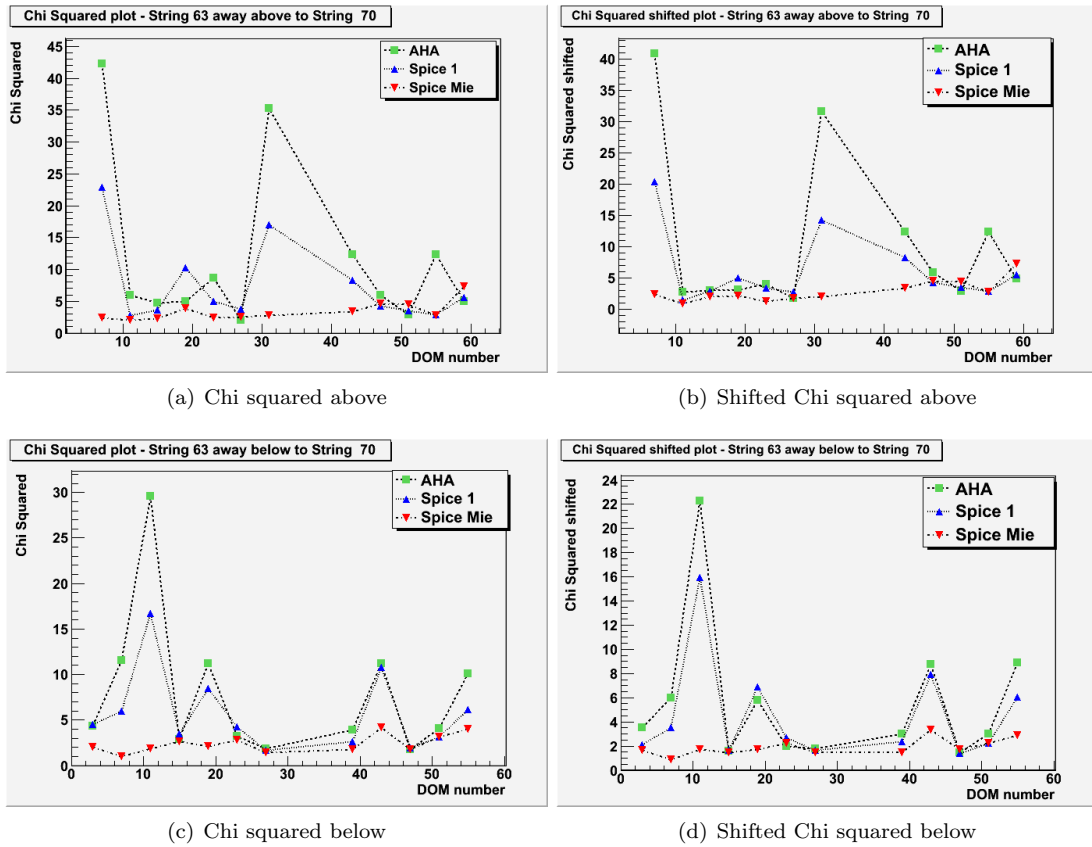 Chi Squared plot - String 63 away above to String 70
Chi Squared
45
40
35
30
25
20
15
10
5
0
10 20 30 40 50 60
DOM number
AHA
Spice 1
Spice Mie
(a) Chi squared above
Chi Squared shifted plot - String 63 away above to String 70
Chi Squared shifted
40
35
30
25
20
15
10
5
0
10 20 30 40 50 60
DOM number
AHA
Spice 1
Spice Mie
(b) Shifted Chi squared above
Chi Squared plot - String 63 away below to String 70
Chi Squared
30
25
20
15
10
5
0
0 10 20 30 40 50 60
DOM number
AHA
Spice 1
Spice Mie
(c) Chi squared below
Chi Squared shifted plot - String 63 away below to String 70
Chi Squared shifted
24
22
20
18
16
14
12
10
8
6
4
2
0
0 10 20 30 40 50 60
DOM number
AHA
Spice 1
Spice Mie
(d) Shifted Chi squared below